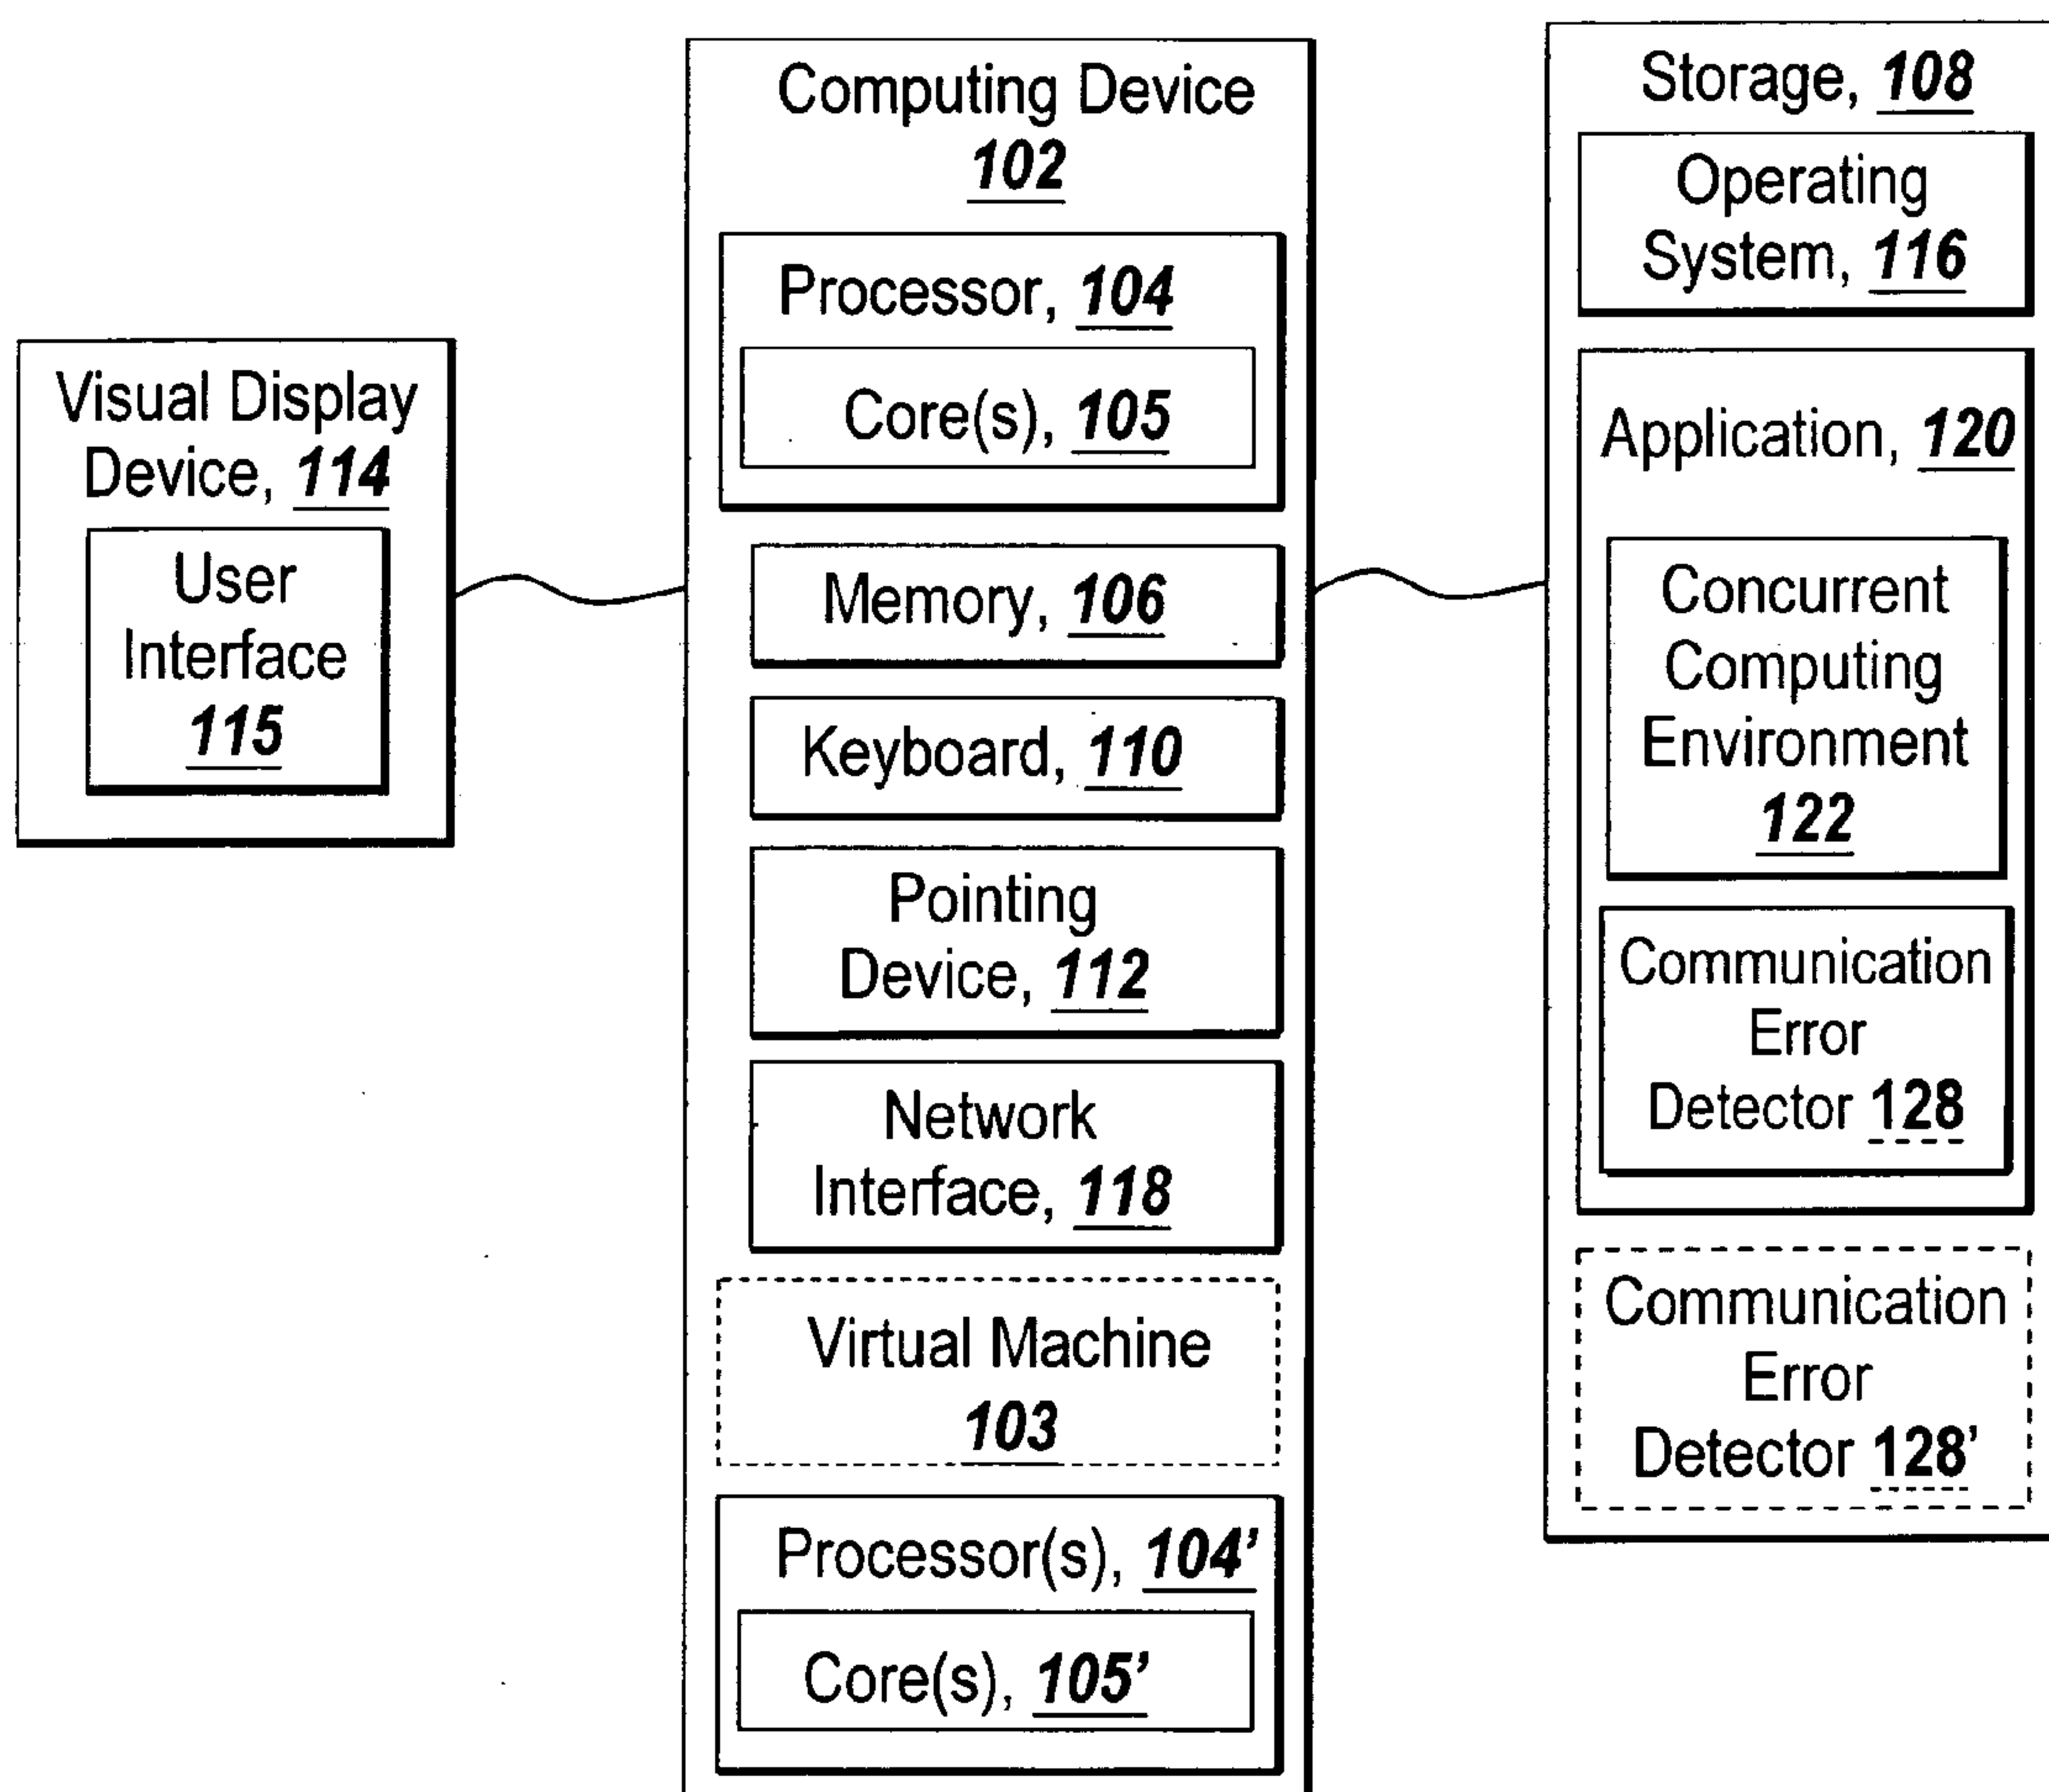 Visual Display
Device, 114
User
Interface
115
Computing Device
102
Processor, 104
Core(s), 105
Memory, 106
Keyboard, 110
Pointing
Device, 112
Network
Interface, 118
Virtual Machine
103
Processor(s), 104’
Core(s), 105’
Storage, 108
Operating
System, 116
Application, 120
Concurrent
Computing
Environment
122
Communication
Error
Detector 128
Communication
Error
Detector 128'